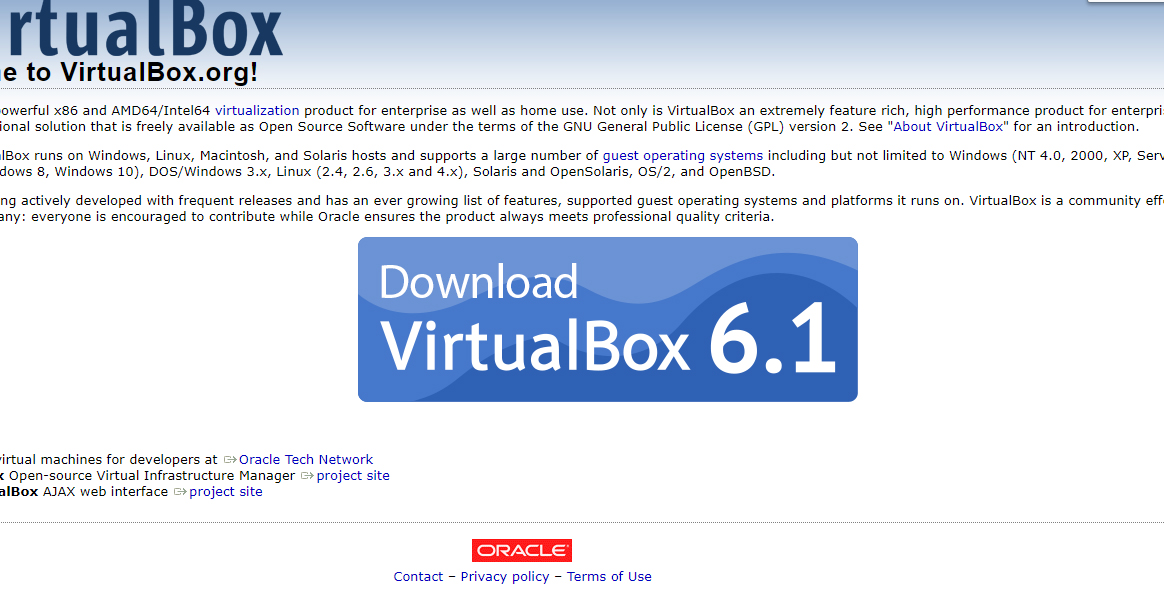 rtualBox
e to VirtualBox.org!
owerful x86 and AMD64/Intel64 virtualization product for enterprise as well as home use. Not only is VirtualBox an extremely feature rich, high performance product for enterpri
ional solution that is freely available as Open Source Software under the terms of the GNU General Public License (GPL) version 2. See "About VirtualBox" for an introduction.
lBox runs on Windows, Linux, Macintosh, and Solaris hosts and supports a large number of guest operating systems including but not limited to Windows (NT 4.0, 2000, XP, Serv
dows 8, Windows 10), DOS/Windows 3.x, Linux (2.4, 2.6, 3.x and 4.x), Solaris and OpenSolaris, OS/2, and OpenBSD.
ng actively developed with frequent releases and has an ever growing list of features, supported guest operating systems and platforms it runs on. VirtualBox is a community eff
any: everyone is encouraged to contribute while Oracle ensures the product always meets professional quality criteria.
Download
VirtualBox 6.1
virtual machines for developers at Oracle Tech Network
x Open-source Virtual Infrastructure Manager project site
alBox AJAX web interface project site
ORACLE
Contact – Privacy policy – Terms of Use